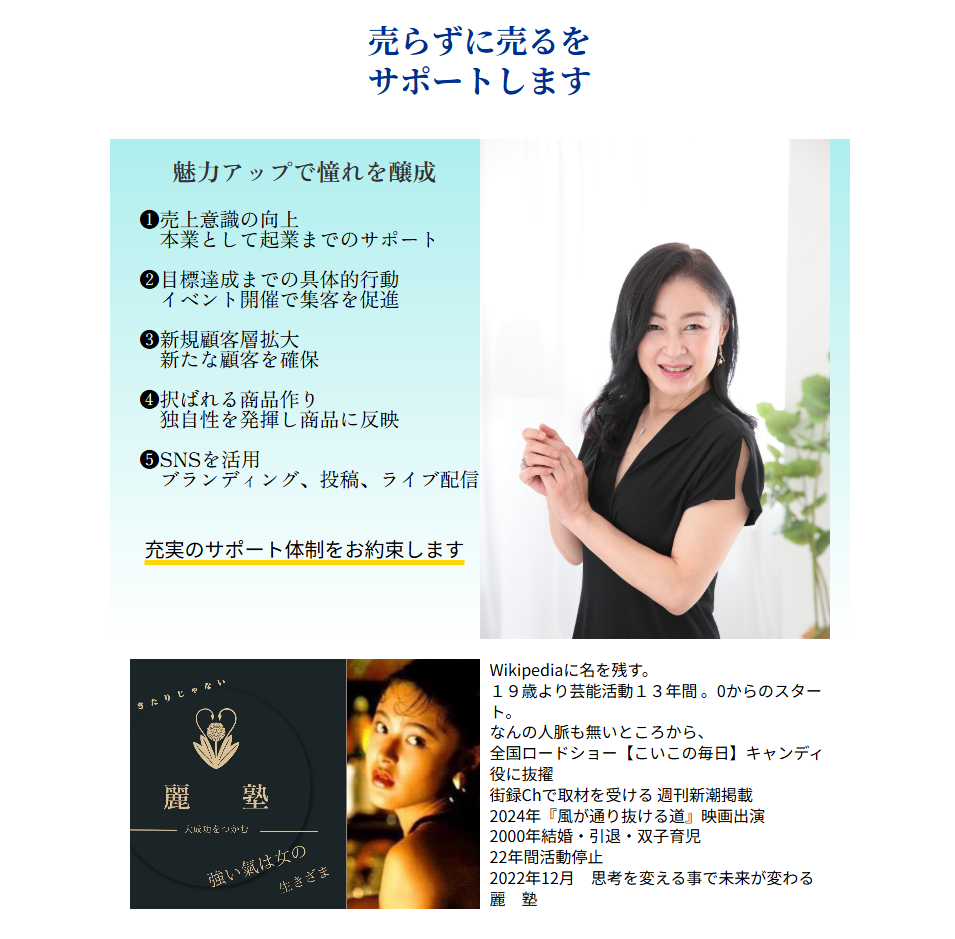 売らずに売るを
サポートします
魅力アップで憧れを醸成
❶売上意識の向上
本業として起業までのサポート
❷目標達成までの具体的行動
イベント開催で集客を促進
❸新規顧客層拡大
新たな顧客を確保
❹択ばれる商品作り
独自性を発揮し商品に反映
❺SNSを活用
ブランディング、投稿、ライブ配信
充実のサポート体制をお約束します
きたりじゃない
麗 塾
大成功をつかむ
強い氣は女の
生きざま
Wikipediaに名を残す。
１９歳より芸能活動１３年間 。0からのスター
ト。
なんの人脈も無いところから、
全国ロードショー【こいこの毎日】キャンディ
役に抜擢
街録Chで取材を受ける 週刊新潮掲載
2024年『風が通り抜ける道』映画出演
2000年結婚・引退・双子育児
22年間活動停止
2022年12月　思考を変える事で未来が変わる
麗　塾